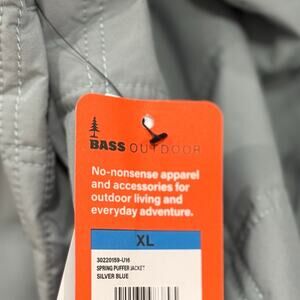 BASS OUTDOOR
No-nonsense apparel
and accessories for
outdoor living and
everyday adventure.
XL
30220159-U16
SPRING PUFFER JACKET
SILVER BLUE